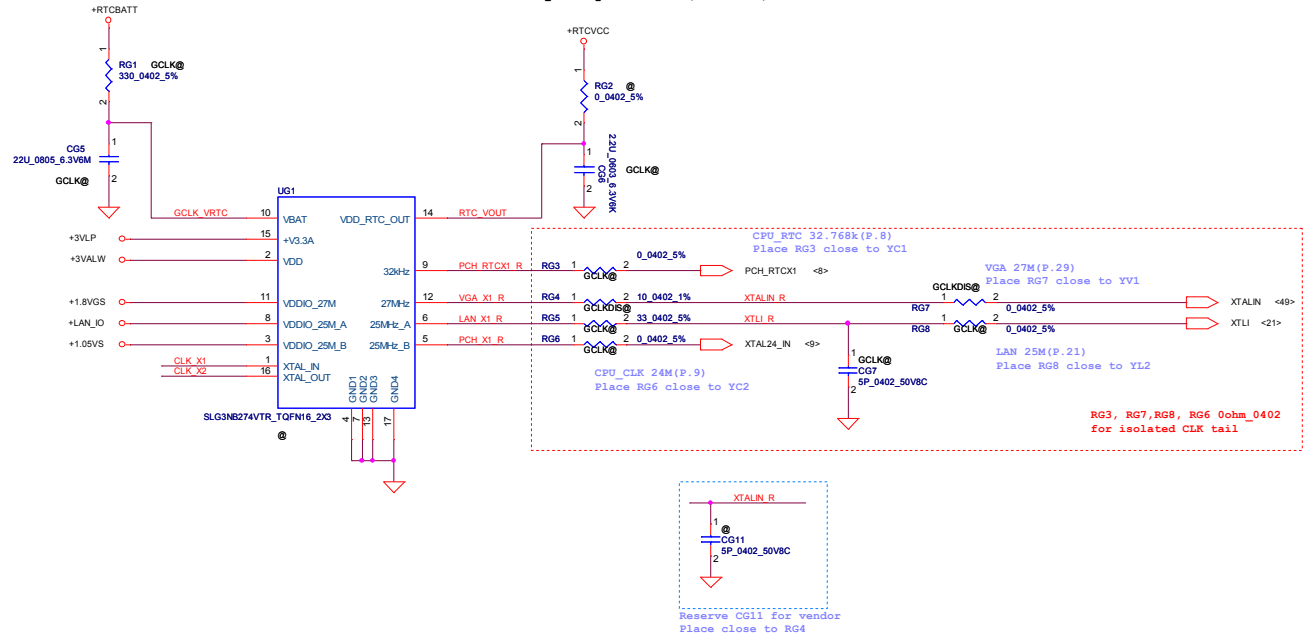 +RTCBATT
1
RG1 GCLK@
330_0402_5%
2
CG5
22U_0805_6.3V6M
GCLK@
1
2
+RTCVCC
1
RG2 @
0_0402_5%
2
1
CG6
2.2U_0603_6.3V6K
GCLK@
2
UG1
GCLK_VRTC 10 VBAT
VDD_RTC_OUT 14 RTC_VOUT
+3VLP 15 +V3.3A
+3VALW 2 VDD
32kHz 9 PCH_RTCX1_R RG3 1 2 0_0402_5%
GCLK@
PCH_RTCX1 <8>
CPU_RTC 32.768k(P.8)
Place RG3 close to YC1
+1.8VGS 11 VDDIO_27M
27MHz 12 VGA_X1_R RG4 1 2 10_0402_1% XTALIN_R
GCLKDIS@
VGA 27M(P.29)
Place RG7 close to YV1
GCLKDIS@
1 2
RG7 0_0402_5%
XTALIN <49>
+LAN_IO 8 VDDIO_25M_A
25MHz_A 6 LAN_X1_R RG5 1 2 33_0402_5% XTLI_R
GCLK@
1 2
RG8 GCLK@ 0_0402_5%
XTLI <21>
+1.05VS 3 VDDIO_25M_B
25MHz_B 5 PCH_X1_R RG6 1 2 0_0402_5%
GCLK@
XTAL24_IN <9>
LAN 25M(P.21)
Place RG8 close to YL2
CLK_X1 1 XTAL_IN
CLK_X2 16 XTAL_OUT
CPU_CLK 24M(P.9)
Place RG6 close to YC2
1
GCLK@
CG7
5P_0402_50V8C
2
GND1
GND2
GND3
GND4
4
7
13
17
SLG3NB274VTR_TQFN16_2X3
@
RG3, RG7,RG8, RG6 0ohm_0402
for isolated CLK tail
XTALIN_R
1
@
CG11
5P_0402_50V8C
2
Reserve CG11 for vendor
Place close to RG4